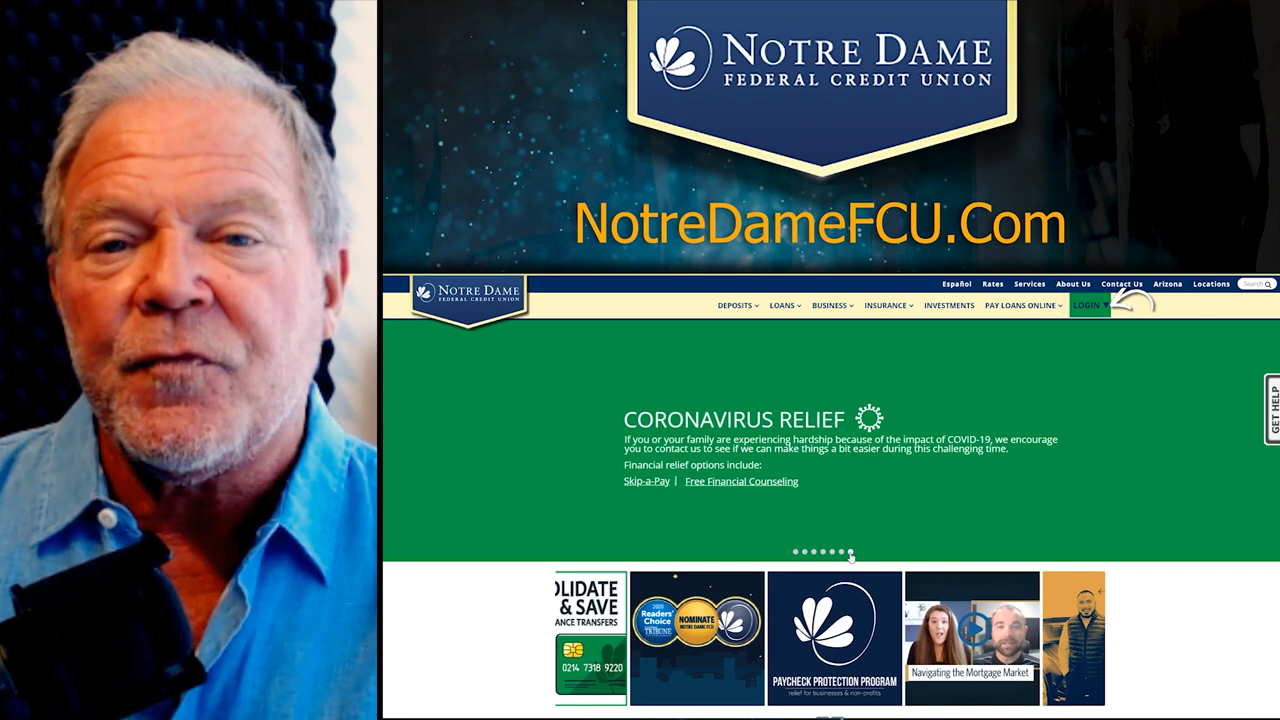 NOTRE DAME
FEDERAL CREDIT UNION
NotreDameFCU.Com
NOTRE DAME
FEDERAL CREDIT UNION
Español Rates Services About Us Contact Us Arizona Locations Search
DEPOSITS LOANS BUSINESS INSURANCE INVESTMENTS PAY LOANS ONLINE LOGIN
GET HELP
CORONAVIRUS RELIEF
If you or your family are experiencing hardship because of the impact of COVID-19, we encourage
you to contact us to see if we can make things a bit easier during this challenging time.
Financial relief options include:
Skip-a-Pay | Free Financial Counseling
OLIDATE
& SAVE
ANCE TRANSFERS
0214 7318 9220
2020
Readers'
Choice
TRIBUNE
NOMINATE
NOTRE DAME FCU
PAYCHECK PROTECTION PROGRAM
relief for businesses & non-profits
Navigating the Mortgage Market